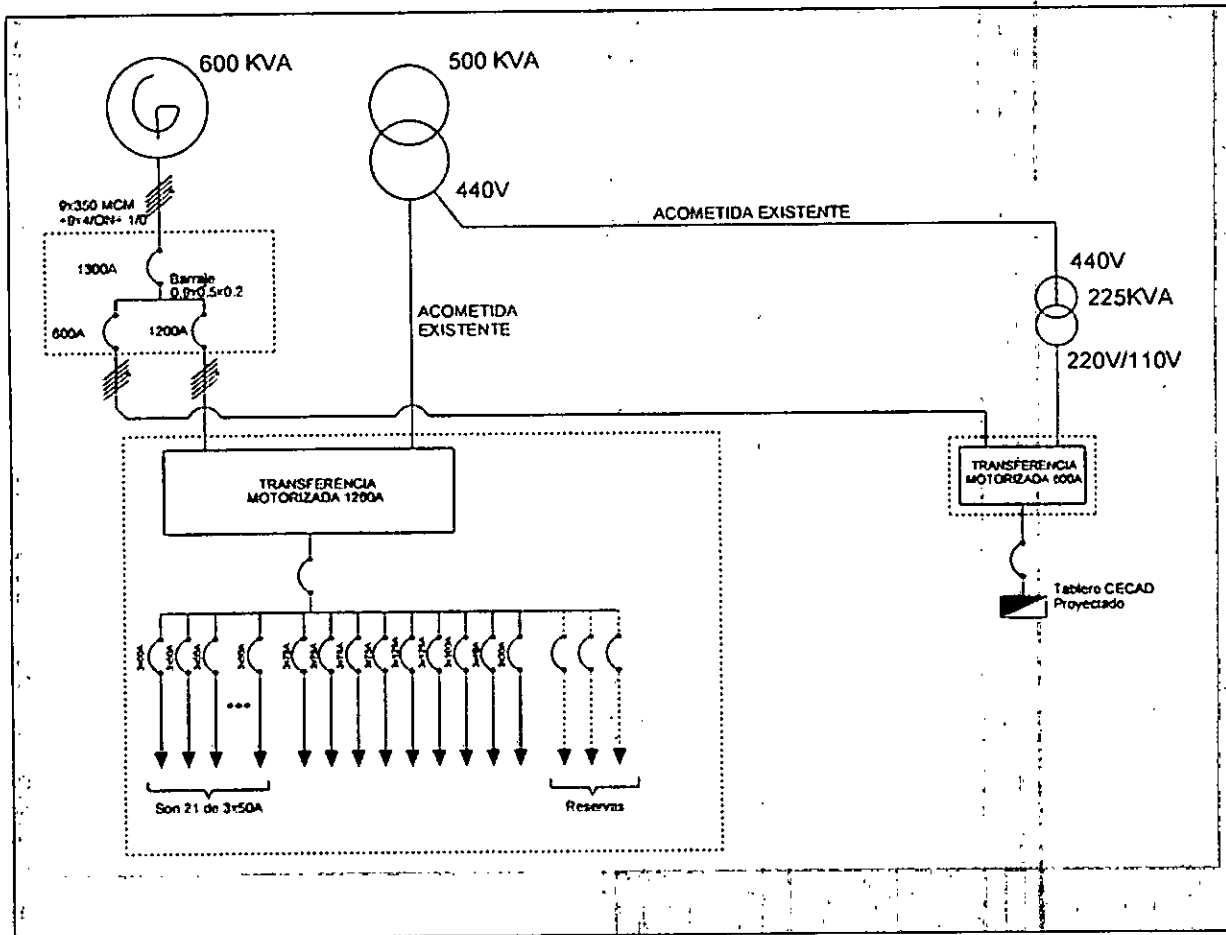 600 KVA
500 KVA
440V
9x350 MCM
ACOMETIDA EXISTENTE
1300A
Barraje
600A
1200A
ACOMETIDA
EXISTENTE
440V
225KVA
220V/110V
TRANSFERENCIA
MOTORIZADA 1200A
TRANSFERENCIA
MOTORIZADA 600A
Tablero CECAD
Proyectado
3x50A
•••
Son 21 de 3x50A
Reservas